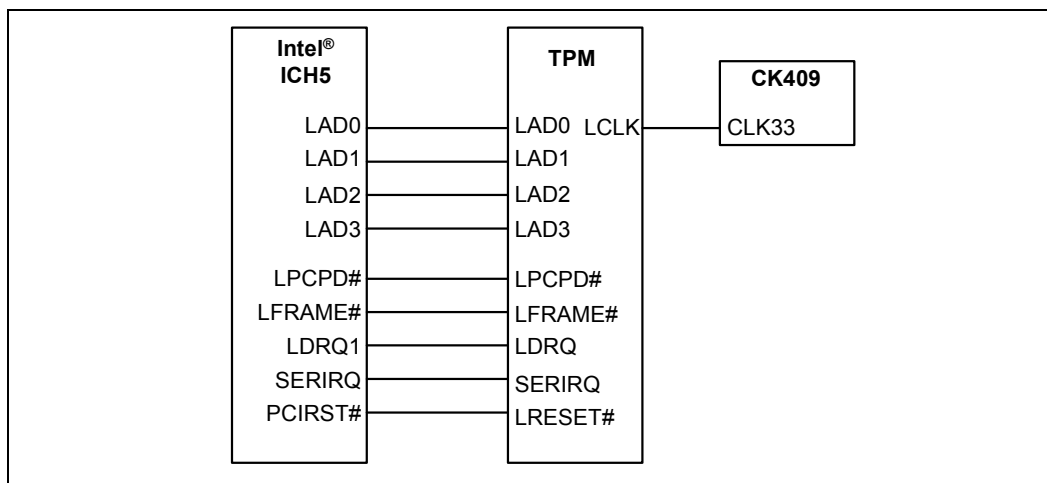 Intel®
ICH5
TPM
CK409
LAD0
LAD0
LCLK
CLK33
LAD1
LAD1
LAD2
LAD2
LAD3
LAD3
LPCPD#
LPCPD#
LFRAME#
LFRAME#
LDRQ1
LDRQ
SERIRQ
SERIRQ
PCIRST#
LRESET#